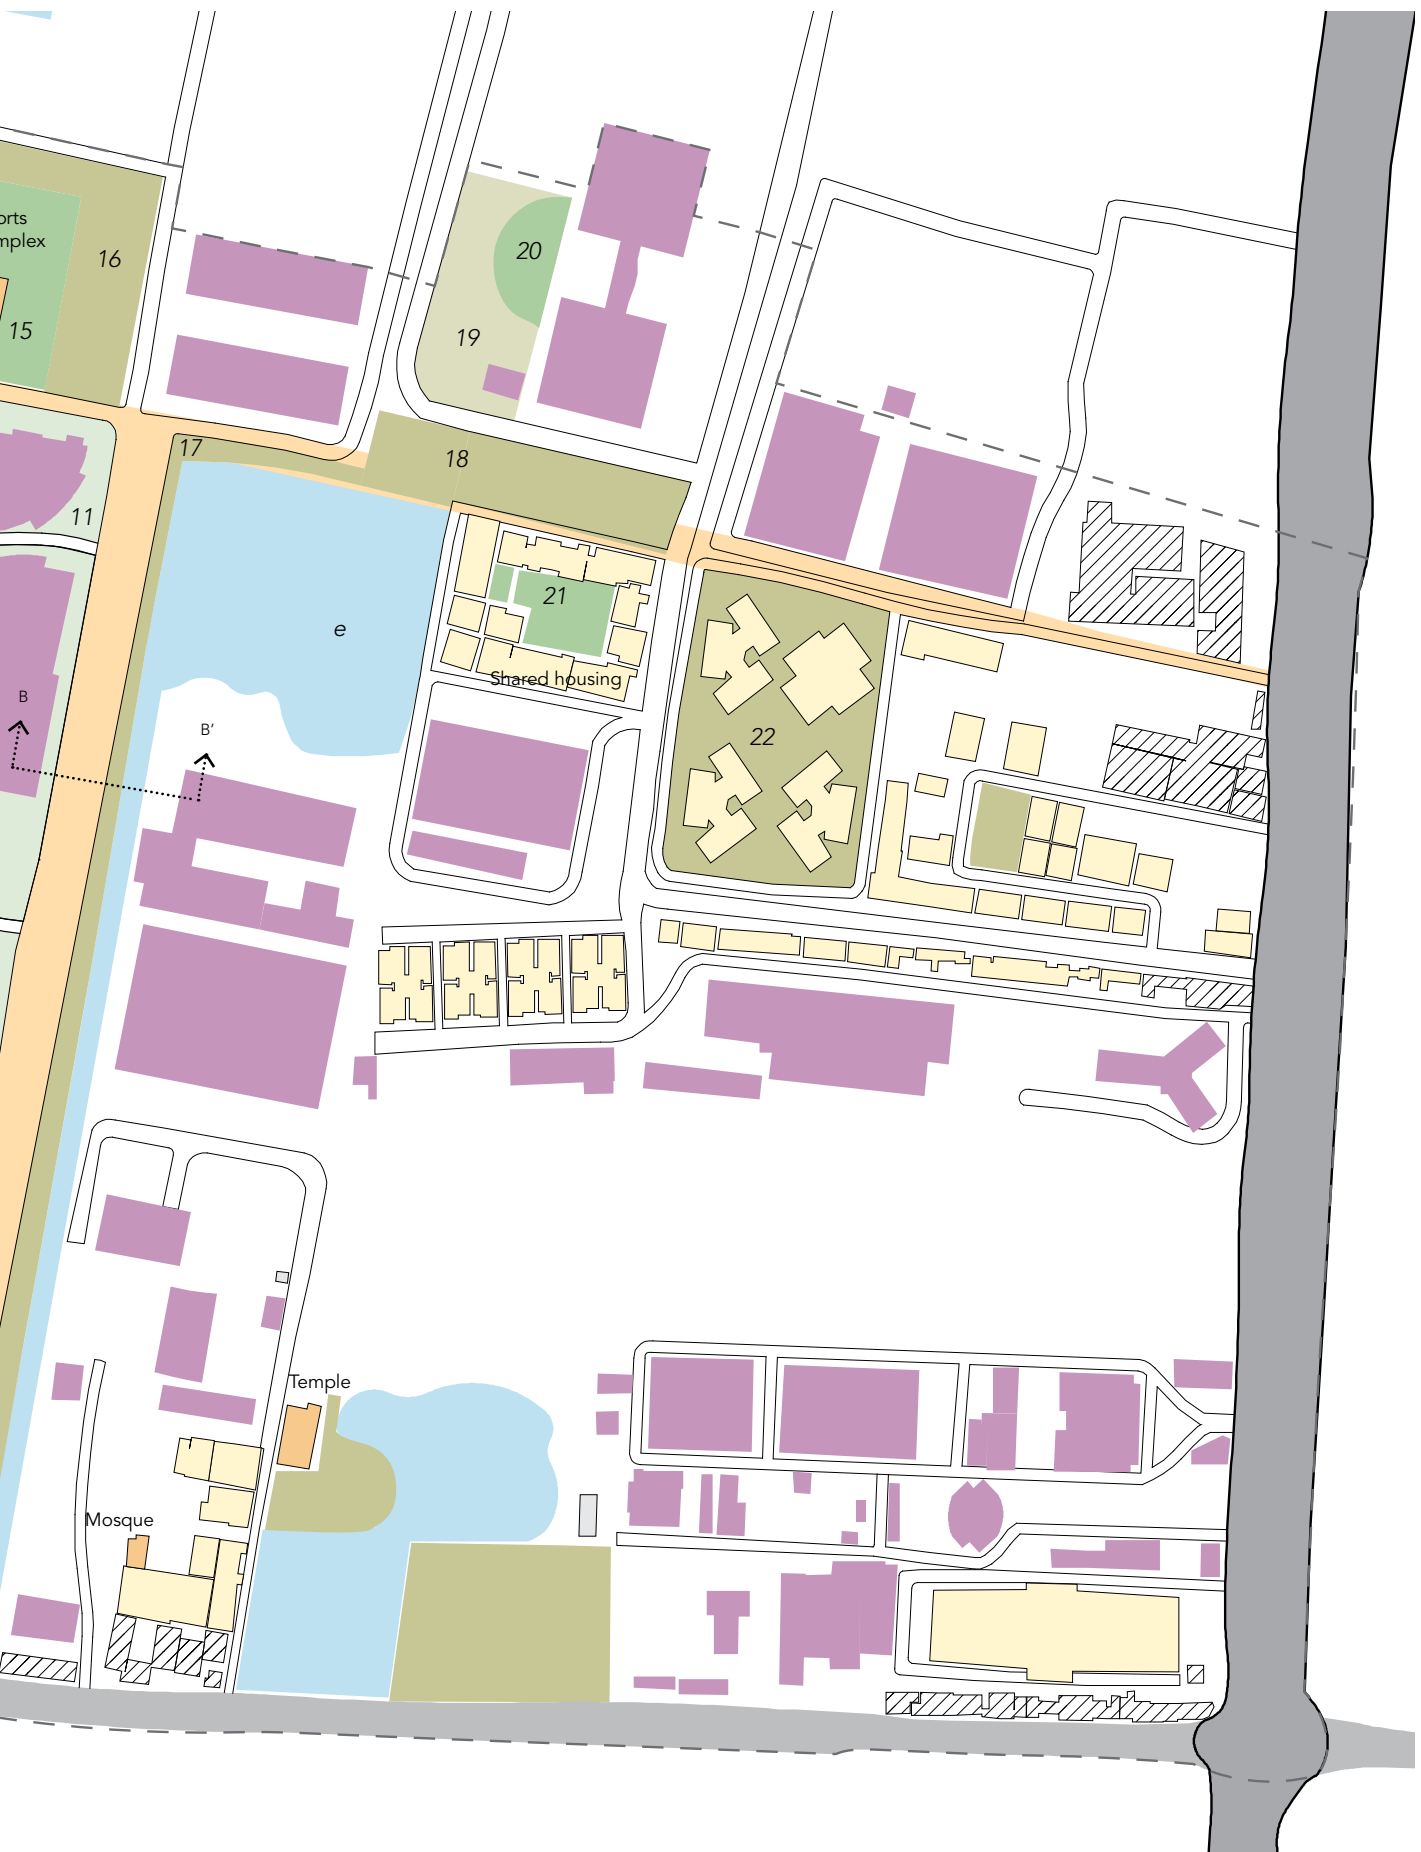 orts
mplex
16
15
20
19
17
18
11
21
e
Shared housing
B
B'
22
Temple
Mosque